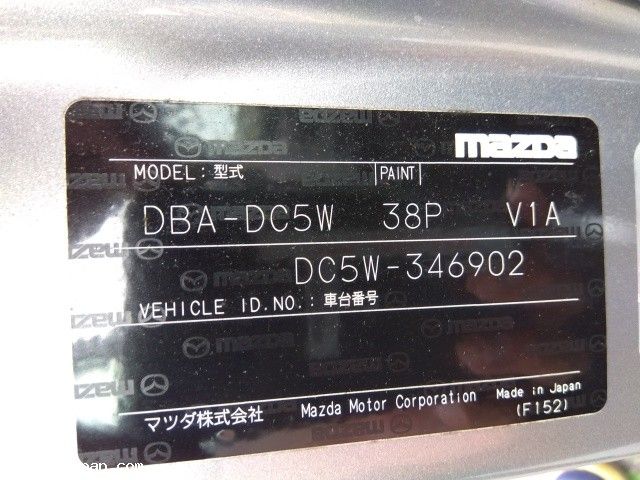 mazda
MODEL : 型式 PAINT
DBA-DC5W 38P V1A
DC5W-346902
VEHICLE ID.NO. : 車台番号
マツダ株式会社 Mazda Motor Corporation Made in Japan
(F152)